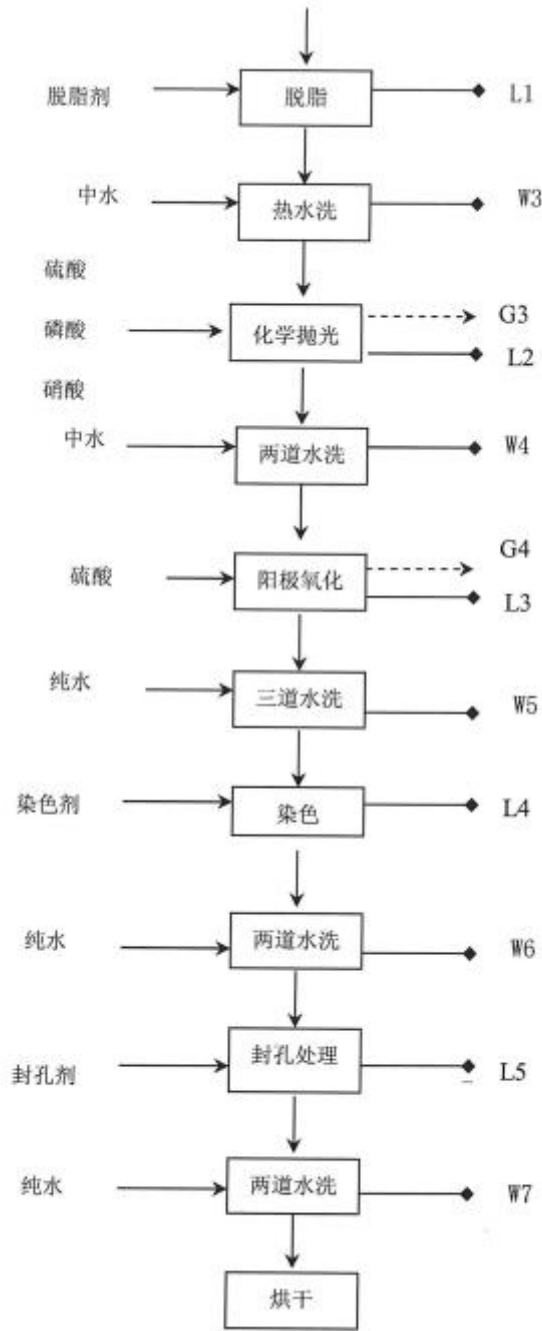 脱脂剂
脱脂
L1
中水
热水洗
W3
硫酸
磷酸
硝酸
化学抛光
G3
L2
中水
两道水洗
W4
硫酸
阳极氧化
G4
L3
纯水
三道水洗
W5
染色剂
染色
L4
纯水
两道水洗
W6
封孔剂
封孔处理
L5
纯水
两道水洗
W7
烘干